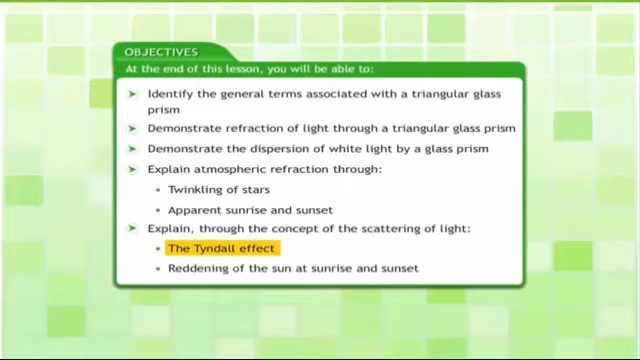 OBJECTIVES
At the end of this lesson, you will be able to:
Identify the general terms associated with a triangular glass
prism
Demonstrate refraction of light through a triangular glass prism
Demonstrate the dispersion of white light by a glass prism
Explain atmospheric refraction through:
• Twinkling of stars
• Apparent sunrise and sunset
Explain, through the concept of the scattering of light:
• The Tyndall effect
• Reddening of the sun at sunrise and sunset